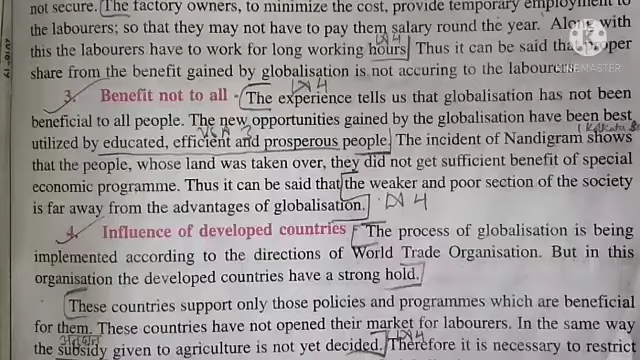 not secure. The factory owners, to minimize the cost, provide temporary employment to
the labourers; so that they may not have to pay them salary round the year. Along with
this the labourers have to work for long working hours. Thus it can be said that proper
share from the benefit gained by globalisation is not accuring to the labourers.
3. Benefit not to all - The experience tells us that globalisation has not been
beneficial to all people. The new opportunities gained by the globalisation have been best
utilized by educated, efficient and prosperous people. The incident of Nandigram shows
that the people, whose land was taken over, they did not get sufficient benefit of special
economic programme. Thus it can be said that the weaker and poor section of the society
is far away from the advantages of globalisation.
4. Influence of developed countries - The process of globalisation is being
implemented according to the directions of World Trade Organisation. But in this
organisation the developed countries have a strong hold.
These countries support only those policies and programmes which are beneficial
for them. These countries have not opened their market for labourers. In the same way
अनुदान
the subsidy given to agriculture is not yet decided. Therefore it is necessary to restrict
KINEMASTER